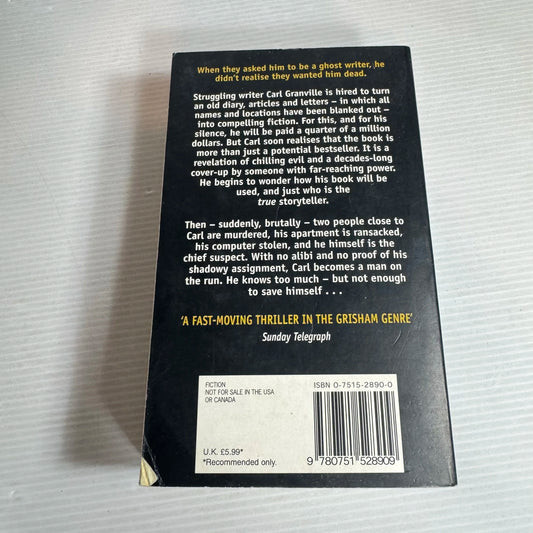 When they asked him to be a ghost writer, he
didn't realise they wanted him dead.
Struggling writer Carl Granville is hired to turn
an old diary, articles and letters – in which all
names and locations have been blanked out –
into compelling fiction. For this, and for his
silence, he will be paid a quarter of a million
dollars. But Carl soon realises that the book is
more than just a potential bestseller. It is a
revelation of chilling evil and a decades-long
cover-up by someone with far-reaching power.
He begins to wonder how his book will be
used, and just who is the
true storyteller.
Then – suddenly, brutally – two people close to
Carl are murdered, his apartment is ransacked,
his computer stolen, and he himself is the
chief suspect. With no alibi and no proof of his
shadowy assignment, Carl becomes a man on
the run. He knows too much – but not enough
to save himself . . .
'A FAST-MOVING THRILLER IN THE GRISHAM GENRE'
Sunday Telegraph
FICTION
NOT FOR SALE IN THE USA
OR CANADA
U.K. £5.99*
*Recommended only.
ISBN 0-7515-2890-0
9 780751 528909